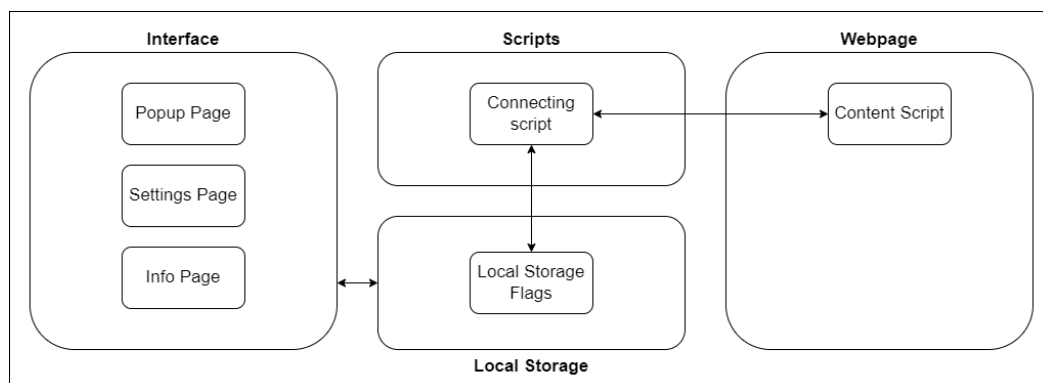 Interface
Popup Page
Settings Page
Info Page
Scripts
Connecting
script
Local Storage
Flags
Local Storage
Webpage
Content Script